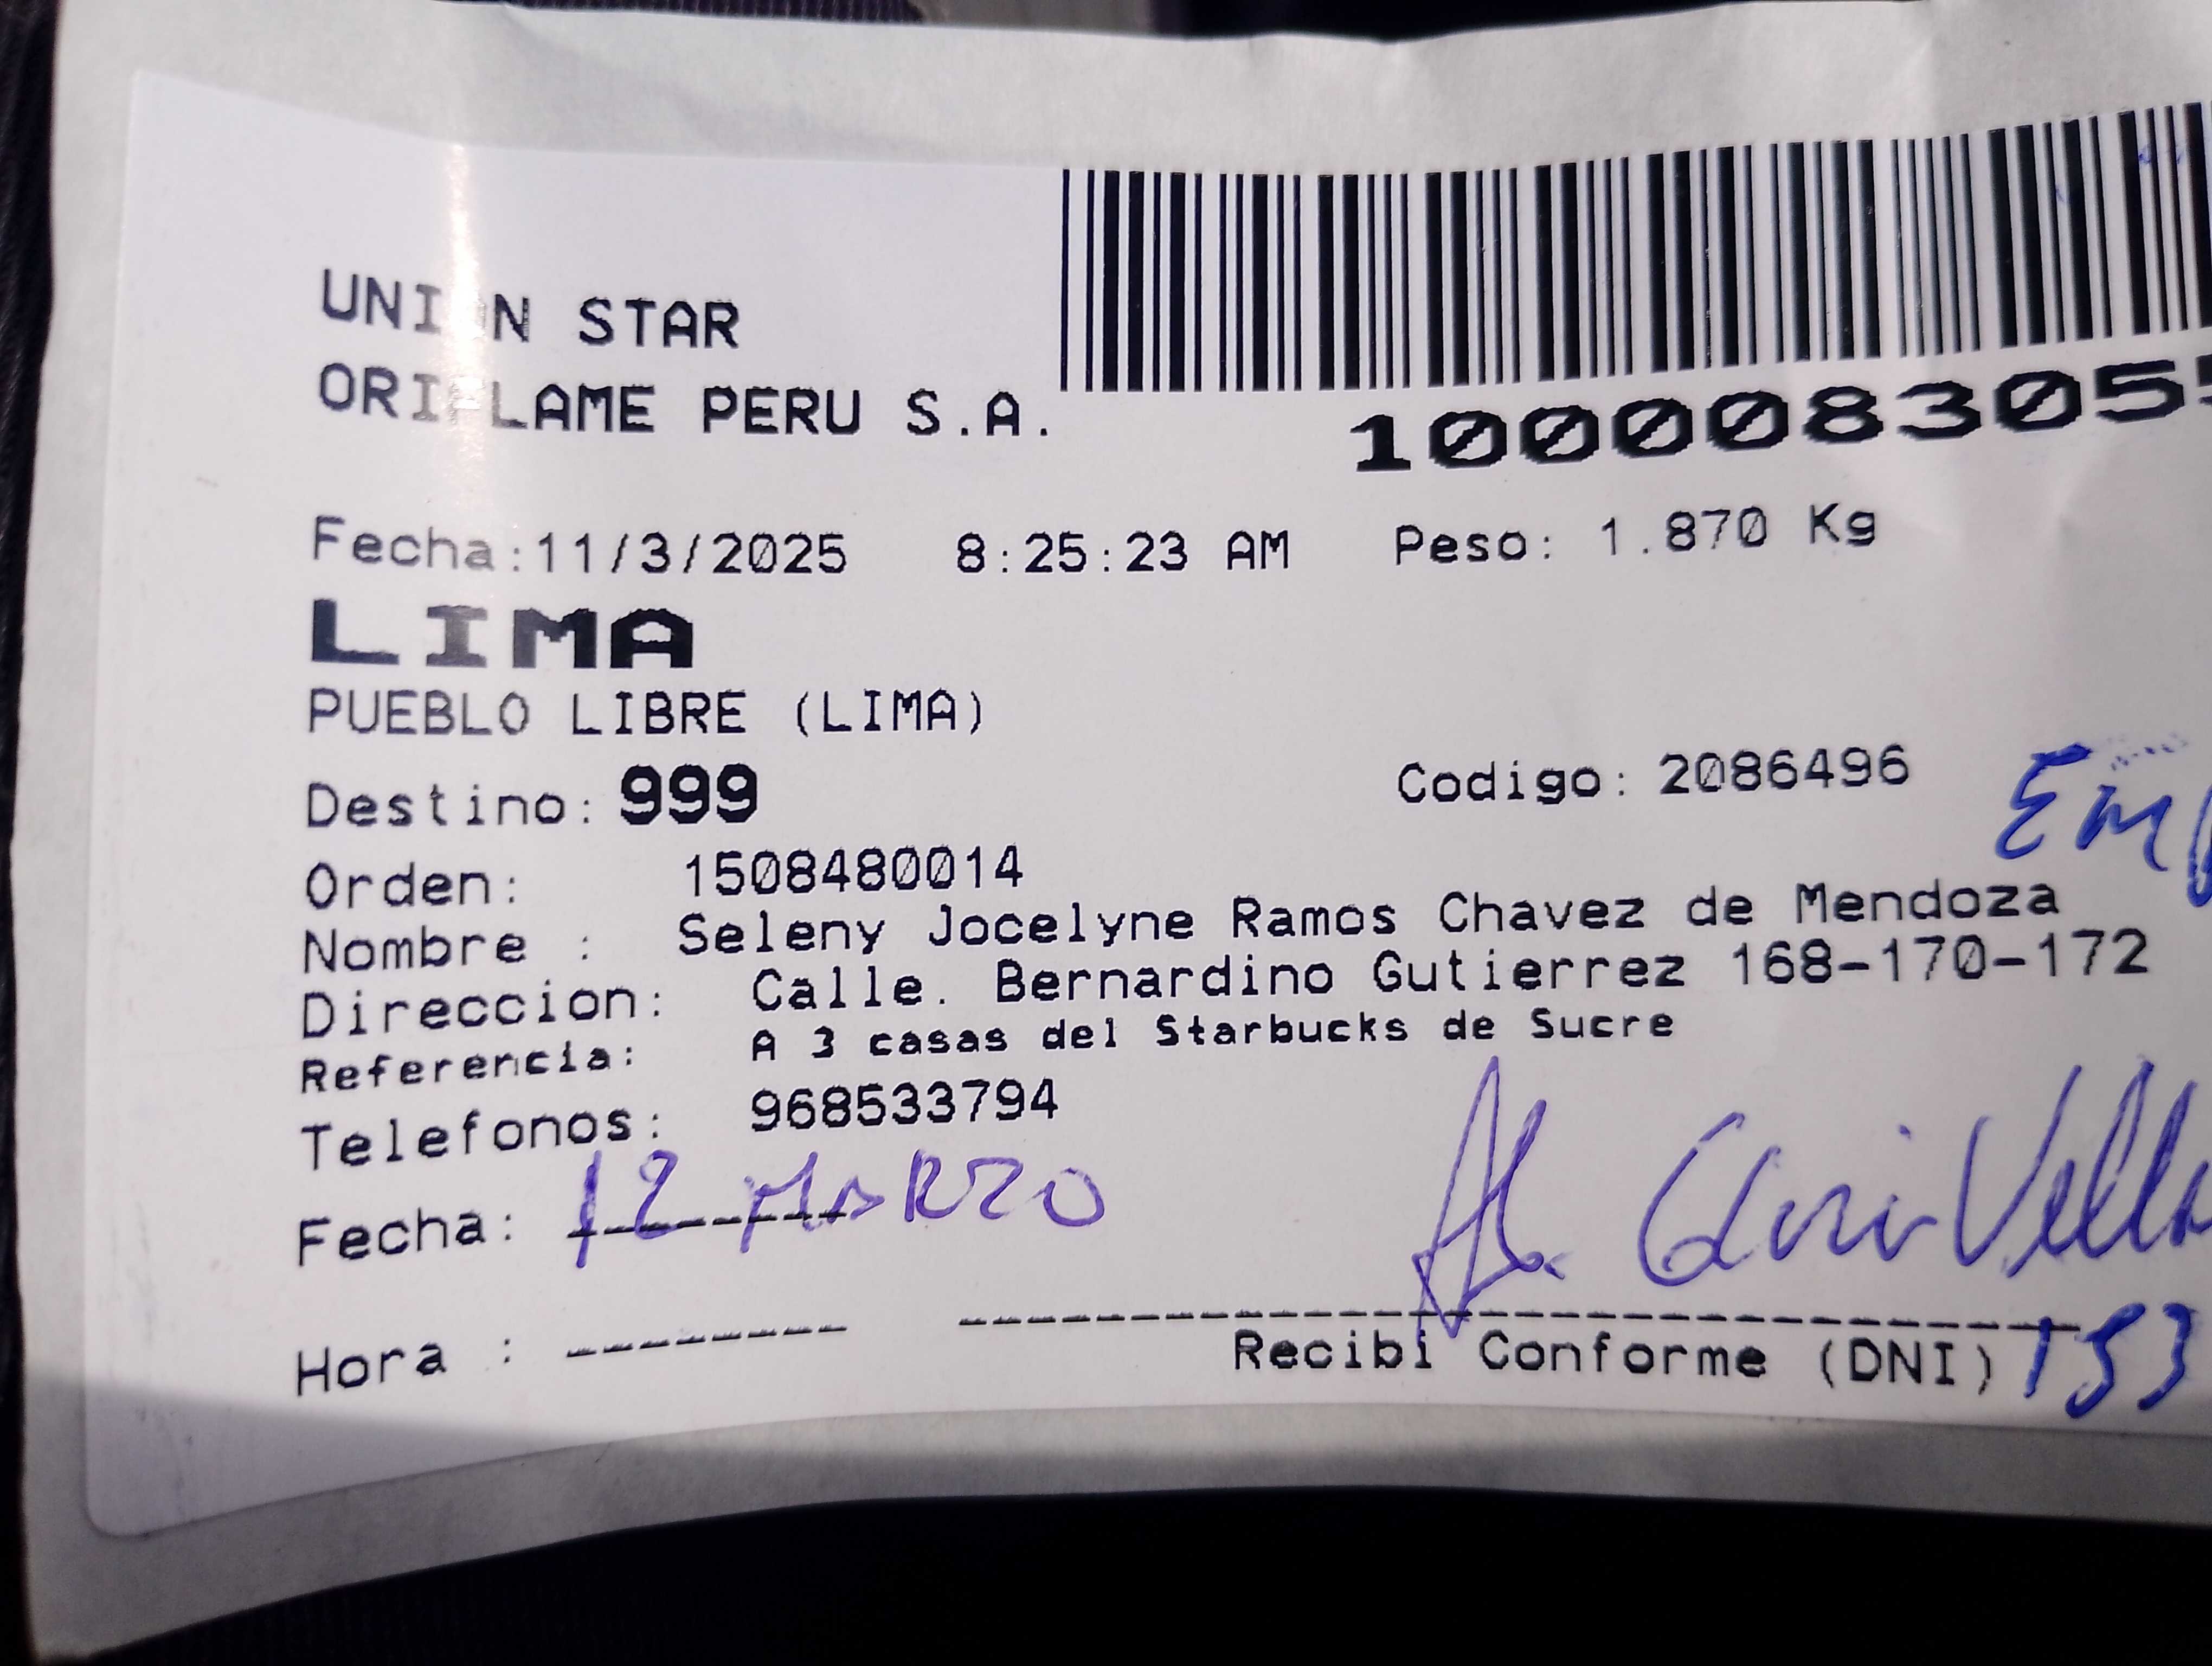 UNION STAR
ORIFLAME PERU S.A.
1000083055
Fecha:11/3/2025 8:25:23 AM Peso: 1.870 Kg
LIMA
PUEBLO LIBRE (LIMA)
Destino: 999 Codigo: 2086496
Orden: 1508480014
Nombre : Seleny Jocelyne Ramos Chavez de Mendoza
Direccion: Calle. Bernardino Gutierrez 168-170-172
Referencia: A 3 casas del Starbucks de Sucre
Telefonos: 968533794
Fecha: 12 MARZO
Hora :
Recibi Conforme (DNI) 153